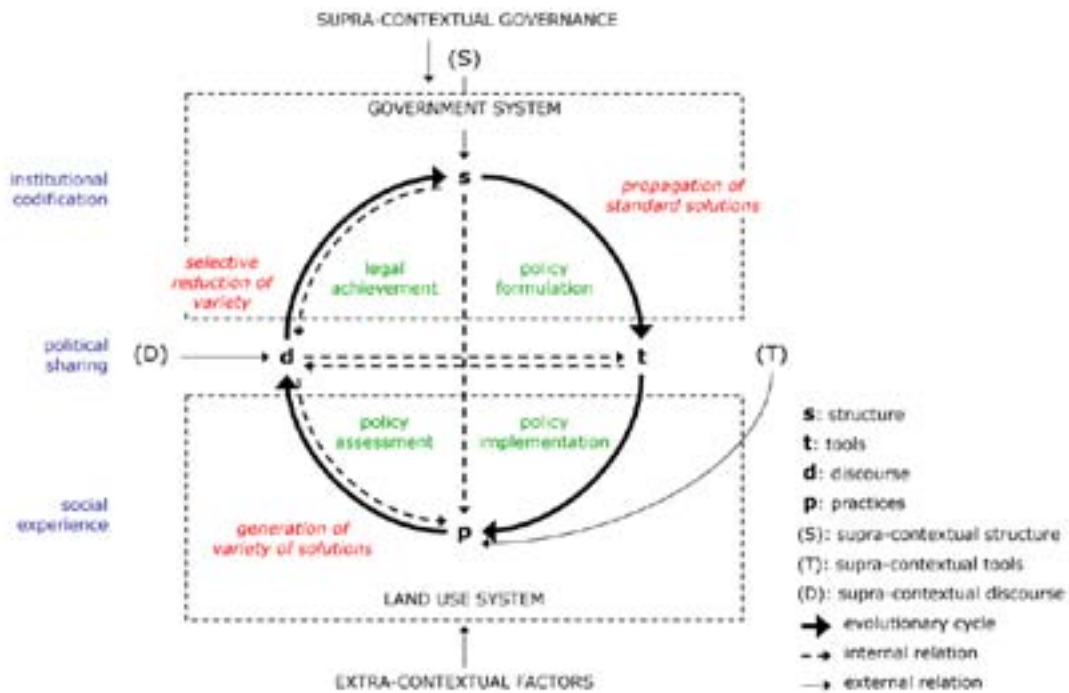 SUPRA-CONTEXTUAL GOVERNANCE
(S)
GOVERNMENT SYSTEM
institutional
codification
s
propagation of
standard solutions
selective
reduction of
variety
legal
achievement
policy
formulation
political
sharing
(D)
d
t
(T)
policy
assessment
policy
implementation
social
experience
generation of
variety of solutions
p
LAND USE SYSTEM
EXTRA-CONTEXTUAL FACTORS
s: structure
t: tools
d: discourse
p: practices
(S): supra-contextual structure
(T): supra-contextual tools
(D): supra-contextual discourse
evolutionary cycle
internal relation
external relation